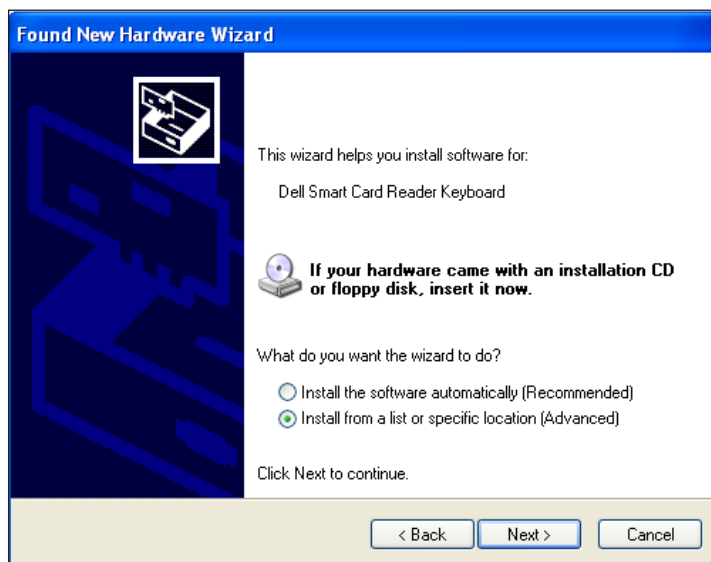 Found New Hardware Wizard
This wizard helps you install software for:
Dell Smart Card Reader Keyboard
If your hardware came with an installation CD
or floppy disk, insert it now.
What do you want the wizard to do?
Install the software automatically (Recommended)
Install from a list or specific location (Advanced)
Click Next to continue.
< Back
Next >
Cancel